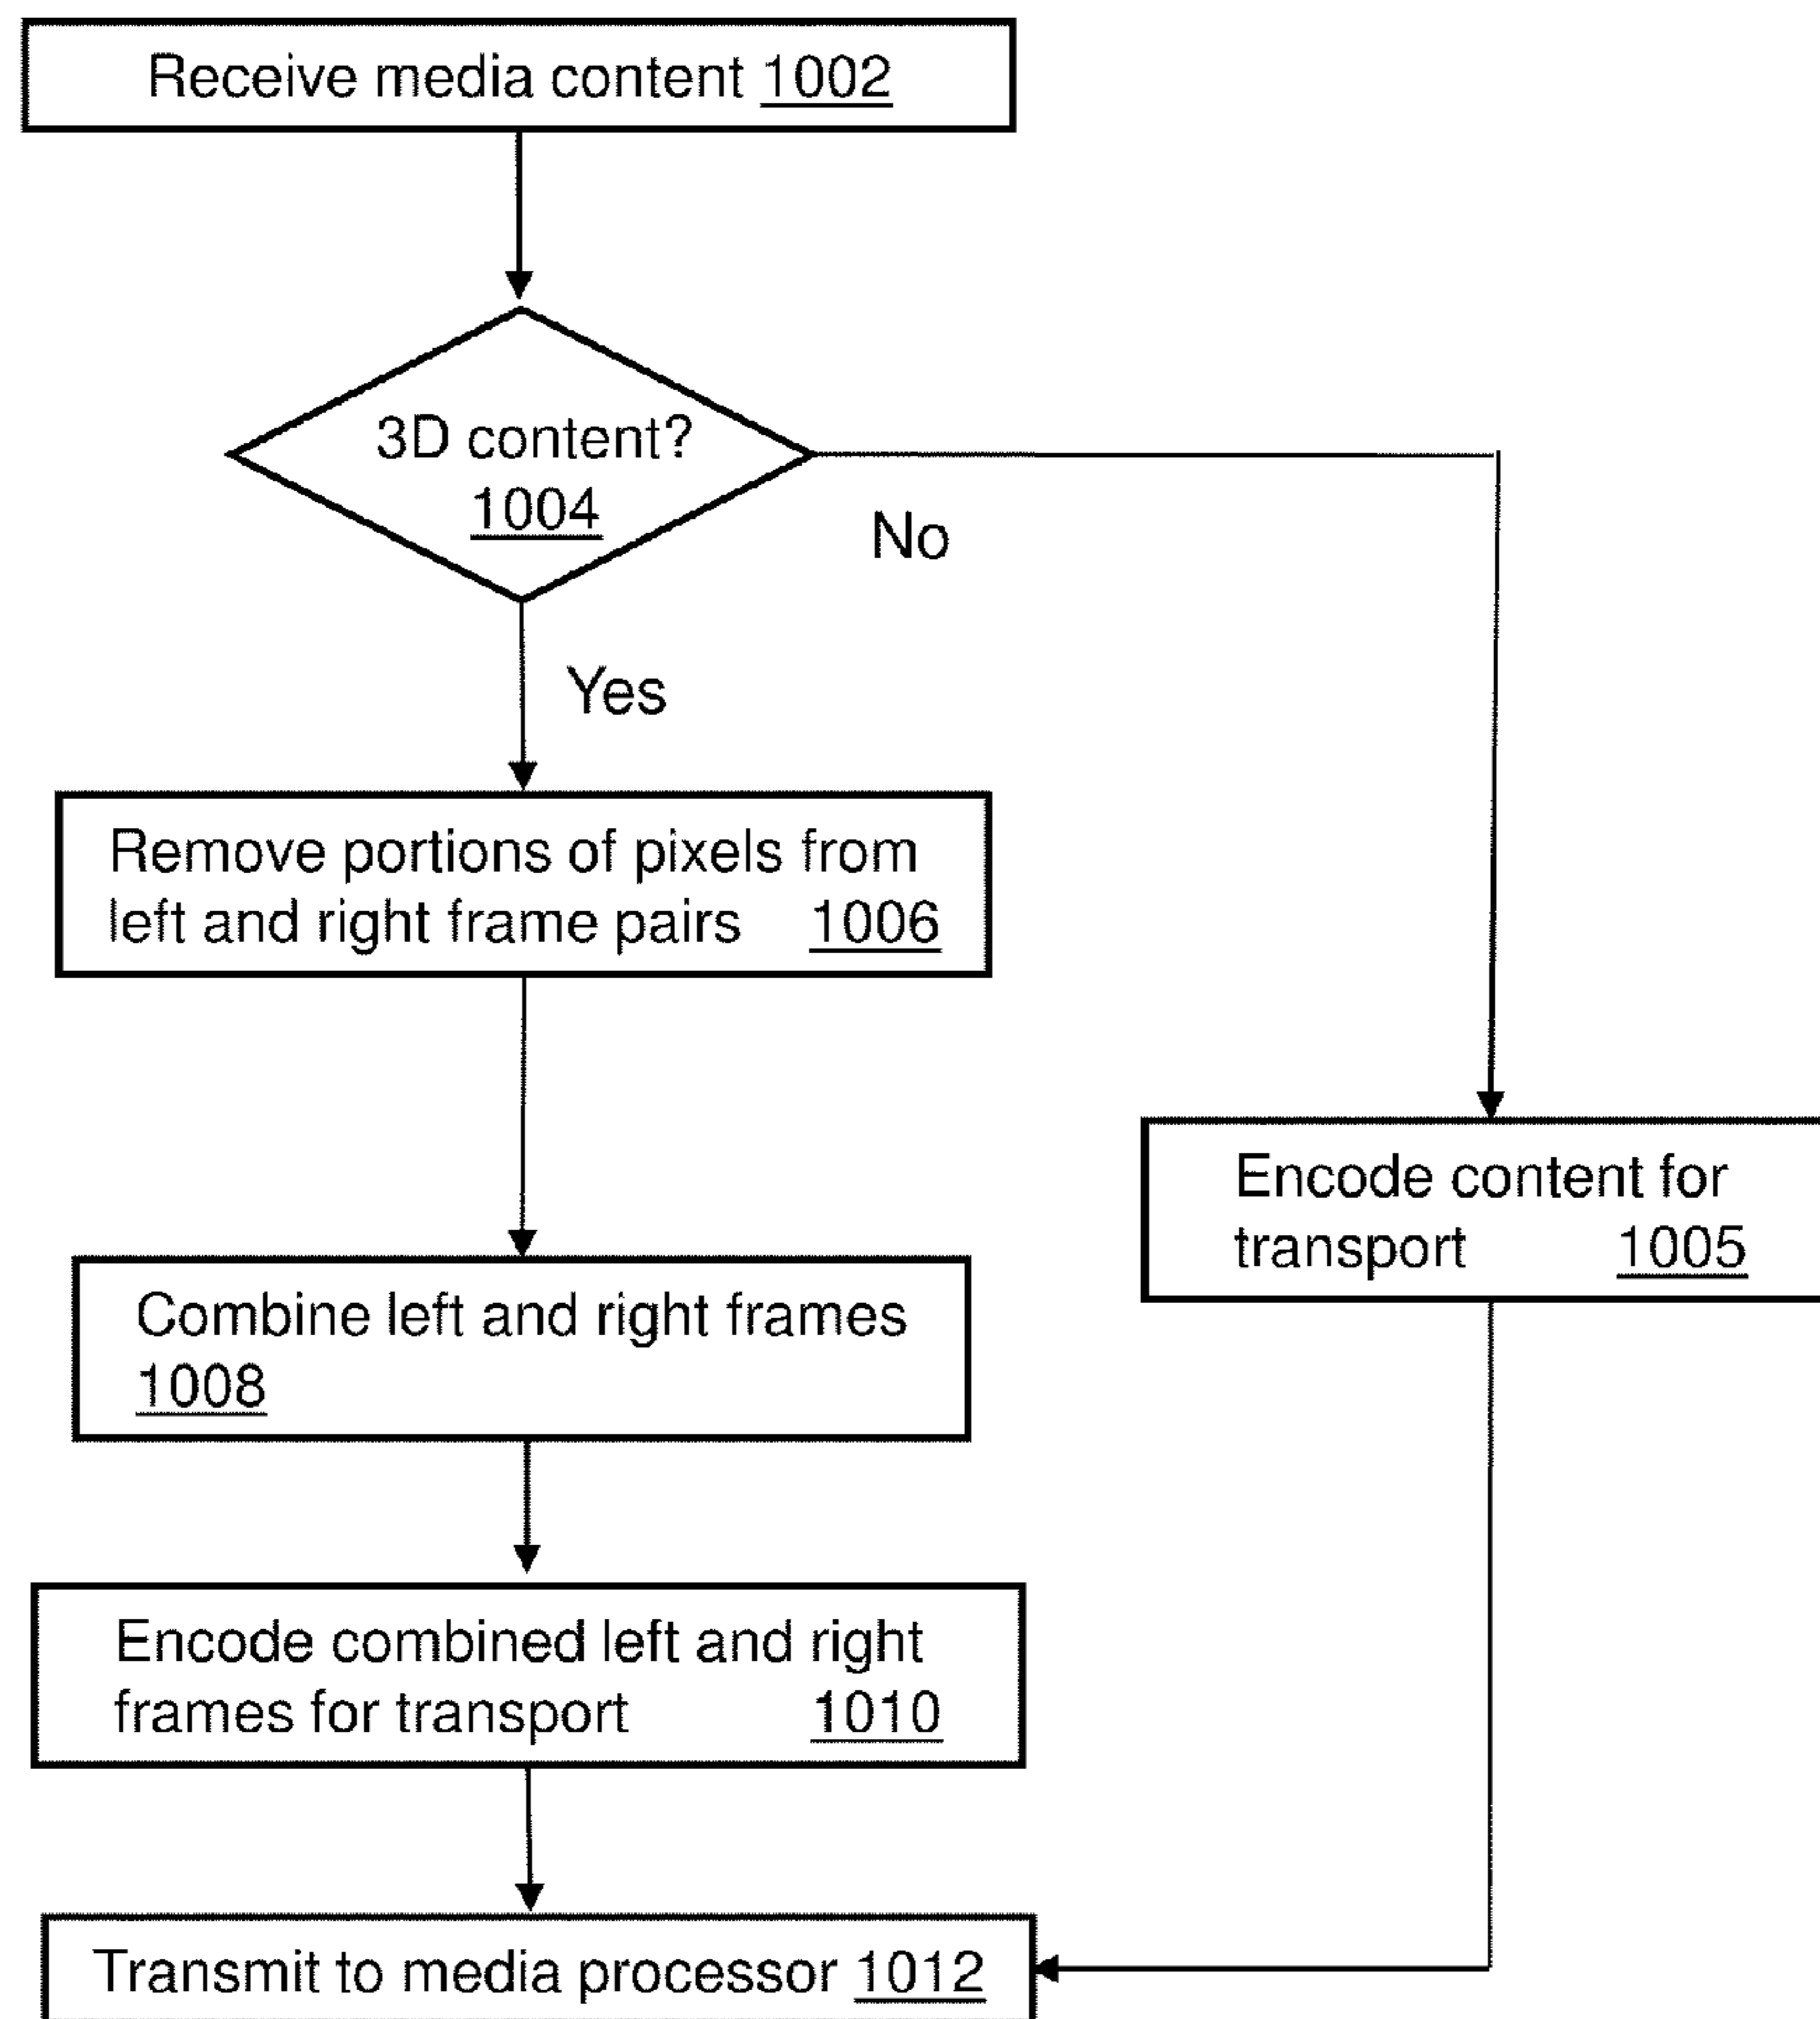 Receive media content 1002
3D content?
1004
No
Yes
Remove portions of pixels from
left and right frame pairs 1006
Encode content for
transport 1005
Combine left and right frames
1008
Encode combined left and right
frames for transport 1010
Transmit to media processor 1012